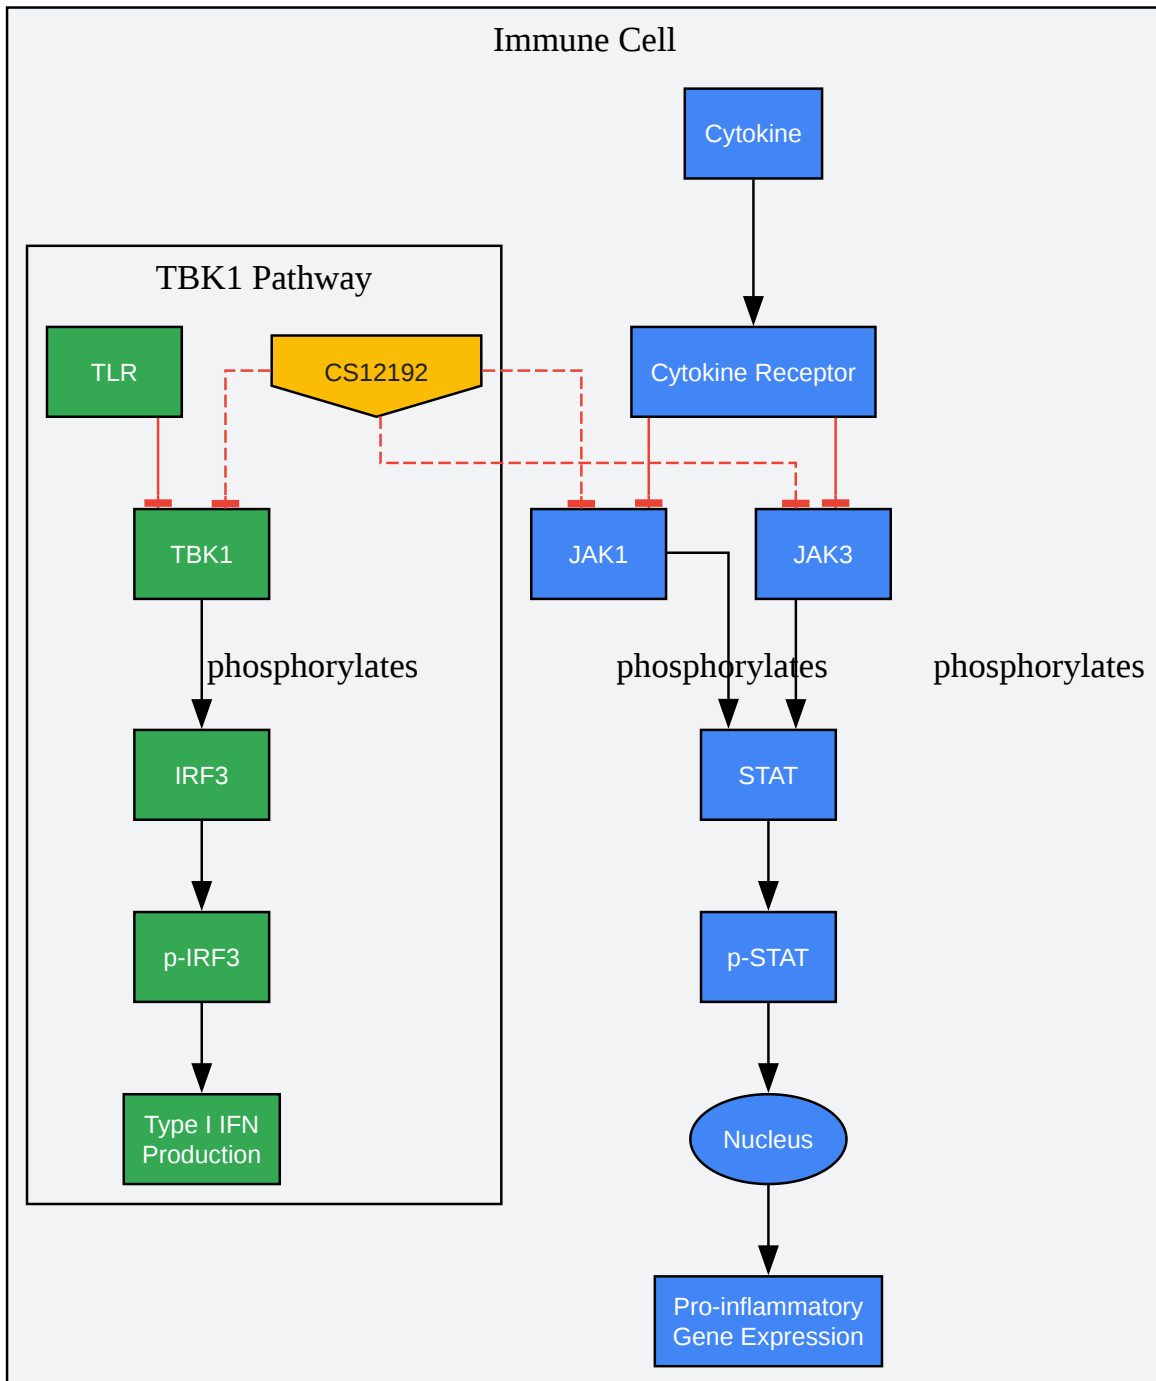 Immune Cell
Cytokine
TBK1 Pathway
TLR
CS12192
Cytokine Receptor
TBK1
JAK1
JAK3
phosphorylates
phosphorylates
phosphorylates
IRF3
STAT
p-IRF3
p-STAT
Type I IFN
Production
Nucleus
Pro-inflammatory
Gene Expression